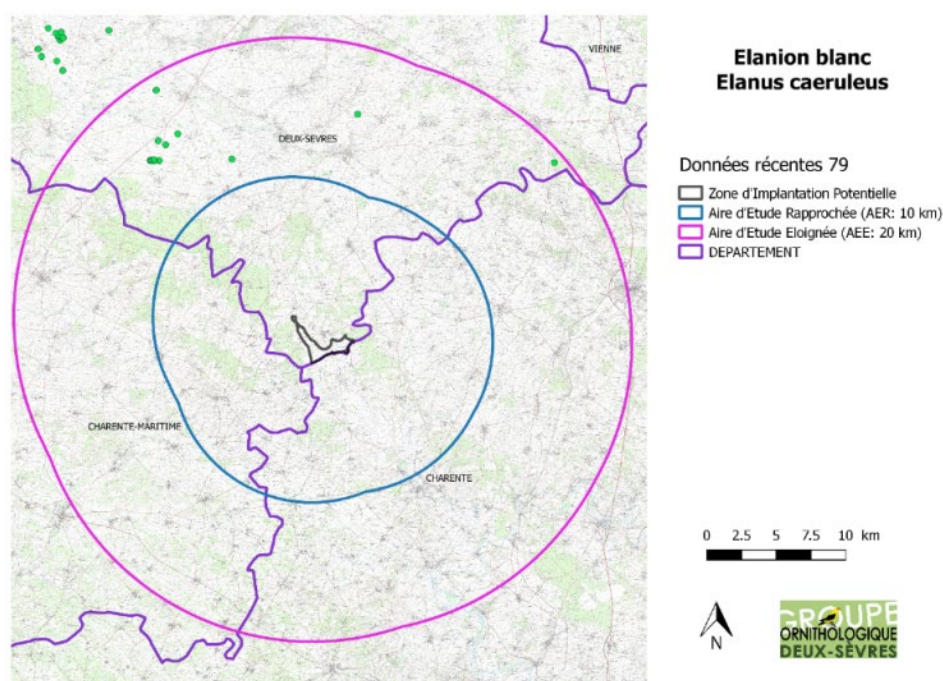 Elanion blanc
Elanus caeruleus
VIENNE
DEUX-SEVRES
CHARENTE-MARITIME
CHARENTE
Données récentes 79
Zone d'Implantation Potentielle
Aire d'Etude Rapprochée (AER: 10 km)
Aire d'Etude Eloignée (AEE: 20 km)
DEPARTEMENT
0 2.5 5 7.5 10 km
N
GROUPE
ORNITHOLOGIQUE
DEUX-SÈVRES